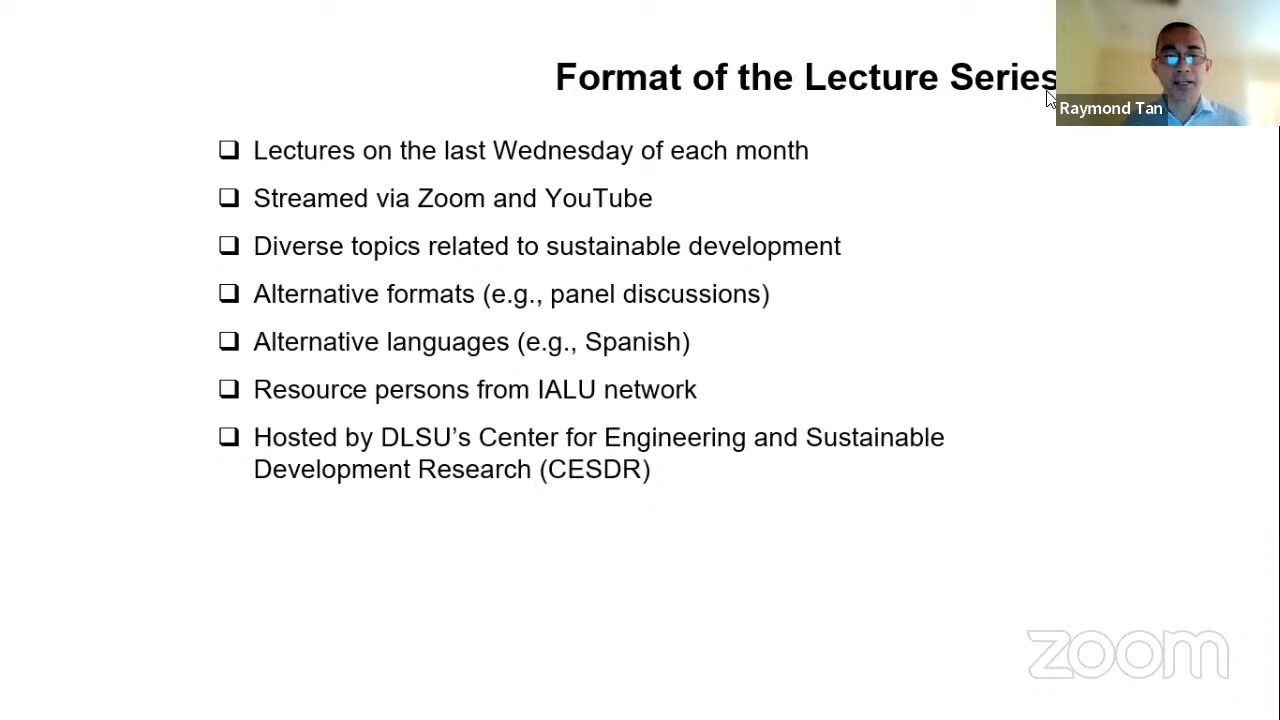 Format of the Lecture Series
Raymond Tan
❑ Lectures on the last Wednesday of each month
❑ Streamed via Zoom and YouTube
❑ Diverse topics related to sustainable development
❑ Alternative formats (e.g., panel discussions)
❑ Alternative languages (e.g., Spanish)
❑ Resource persons from IALU network
❑ Hosted by DLSU’s Center for Engineering and Sustainable
Development Research (CESDR)
zoom